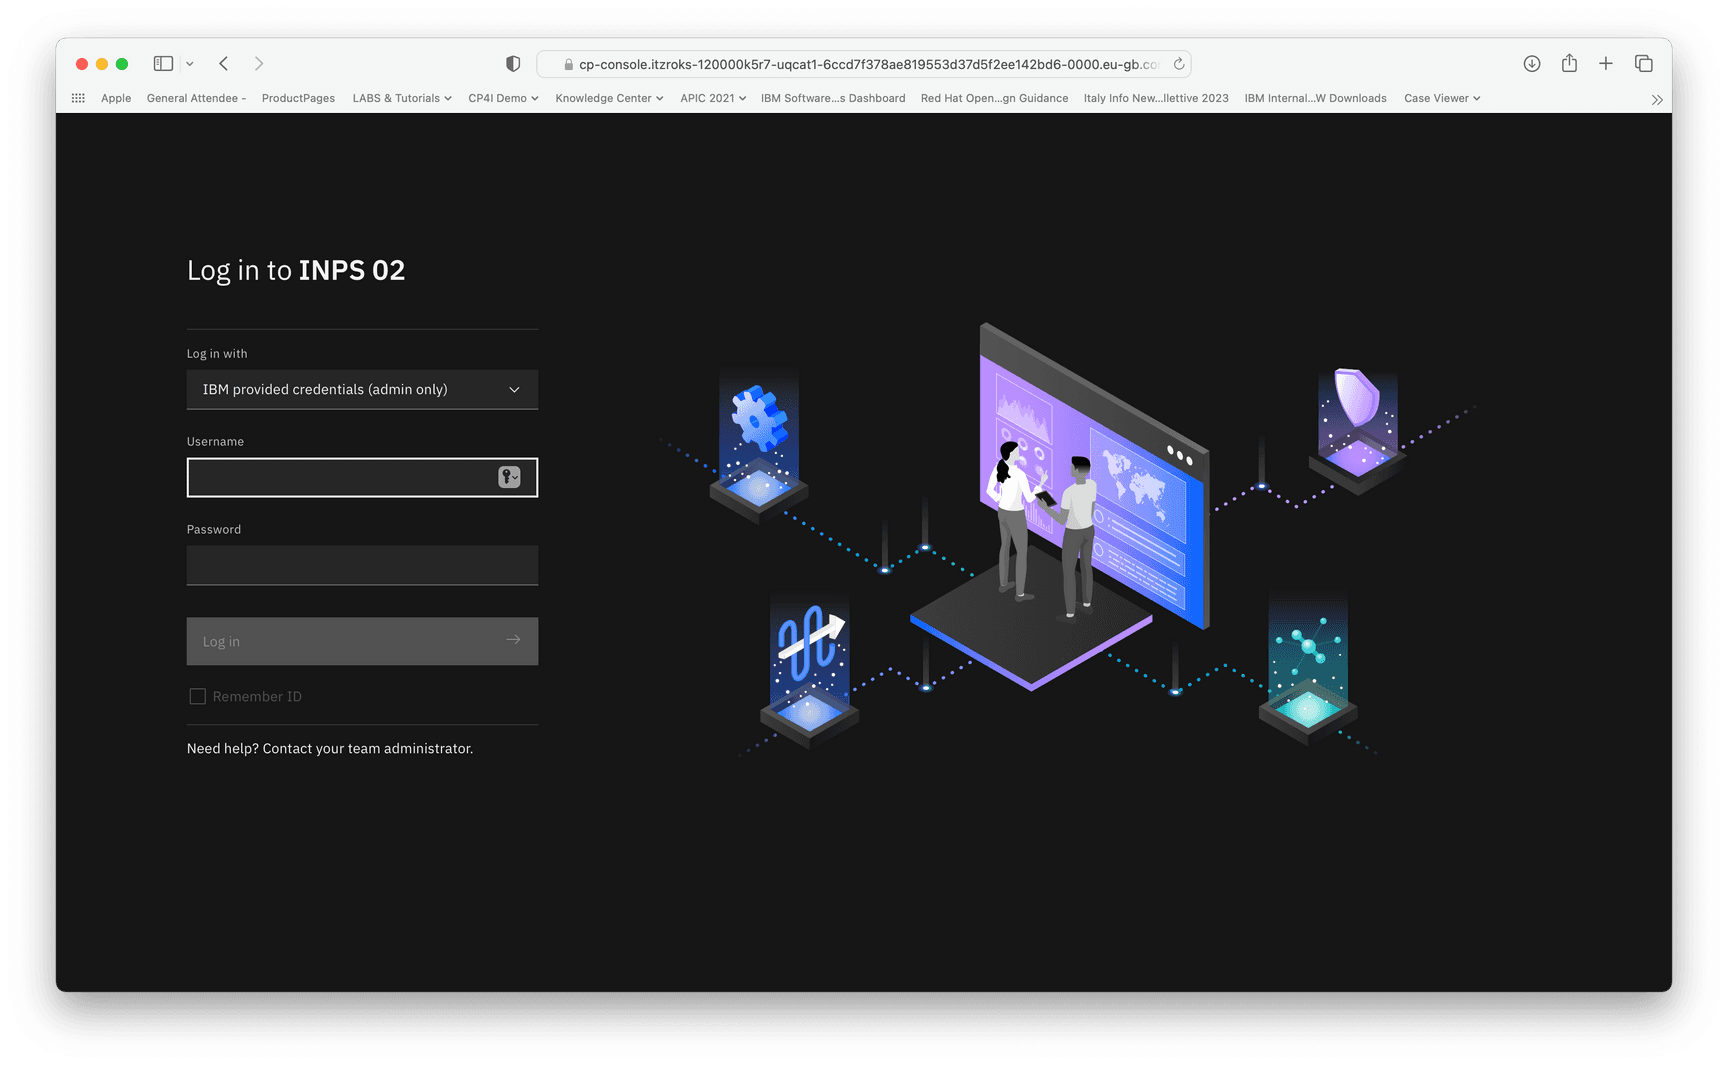 cp-console.itzroks-120000k5r7-uqcat1-6ccd7f378ae819553d37d5f2ee142bd6-0000.eu-gb.co
Apple General Attendee - ProductPages LABS & Tutorials CP4I Demo Knowledge Center APIC 2021 IBM Software...s Dashboard Red Hat Open...gn Guidance Italy Info New...llettive 2023 IBM Internal...W Downloads Case Viewer
Log in to INPS 02
Log in with
IBM provided credentials (admin only)
Username
Password
Log in
Remember ID
Need help? Contact your team administrator.